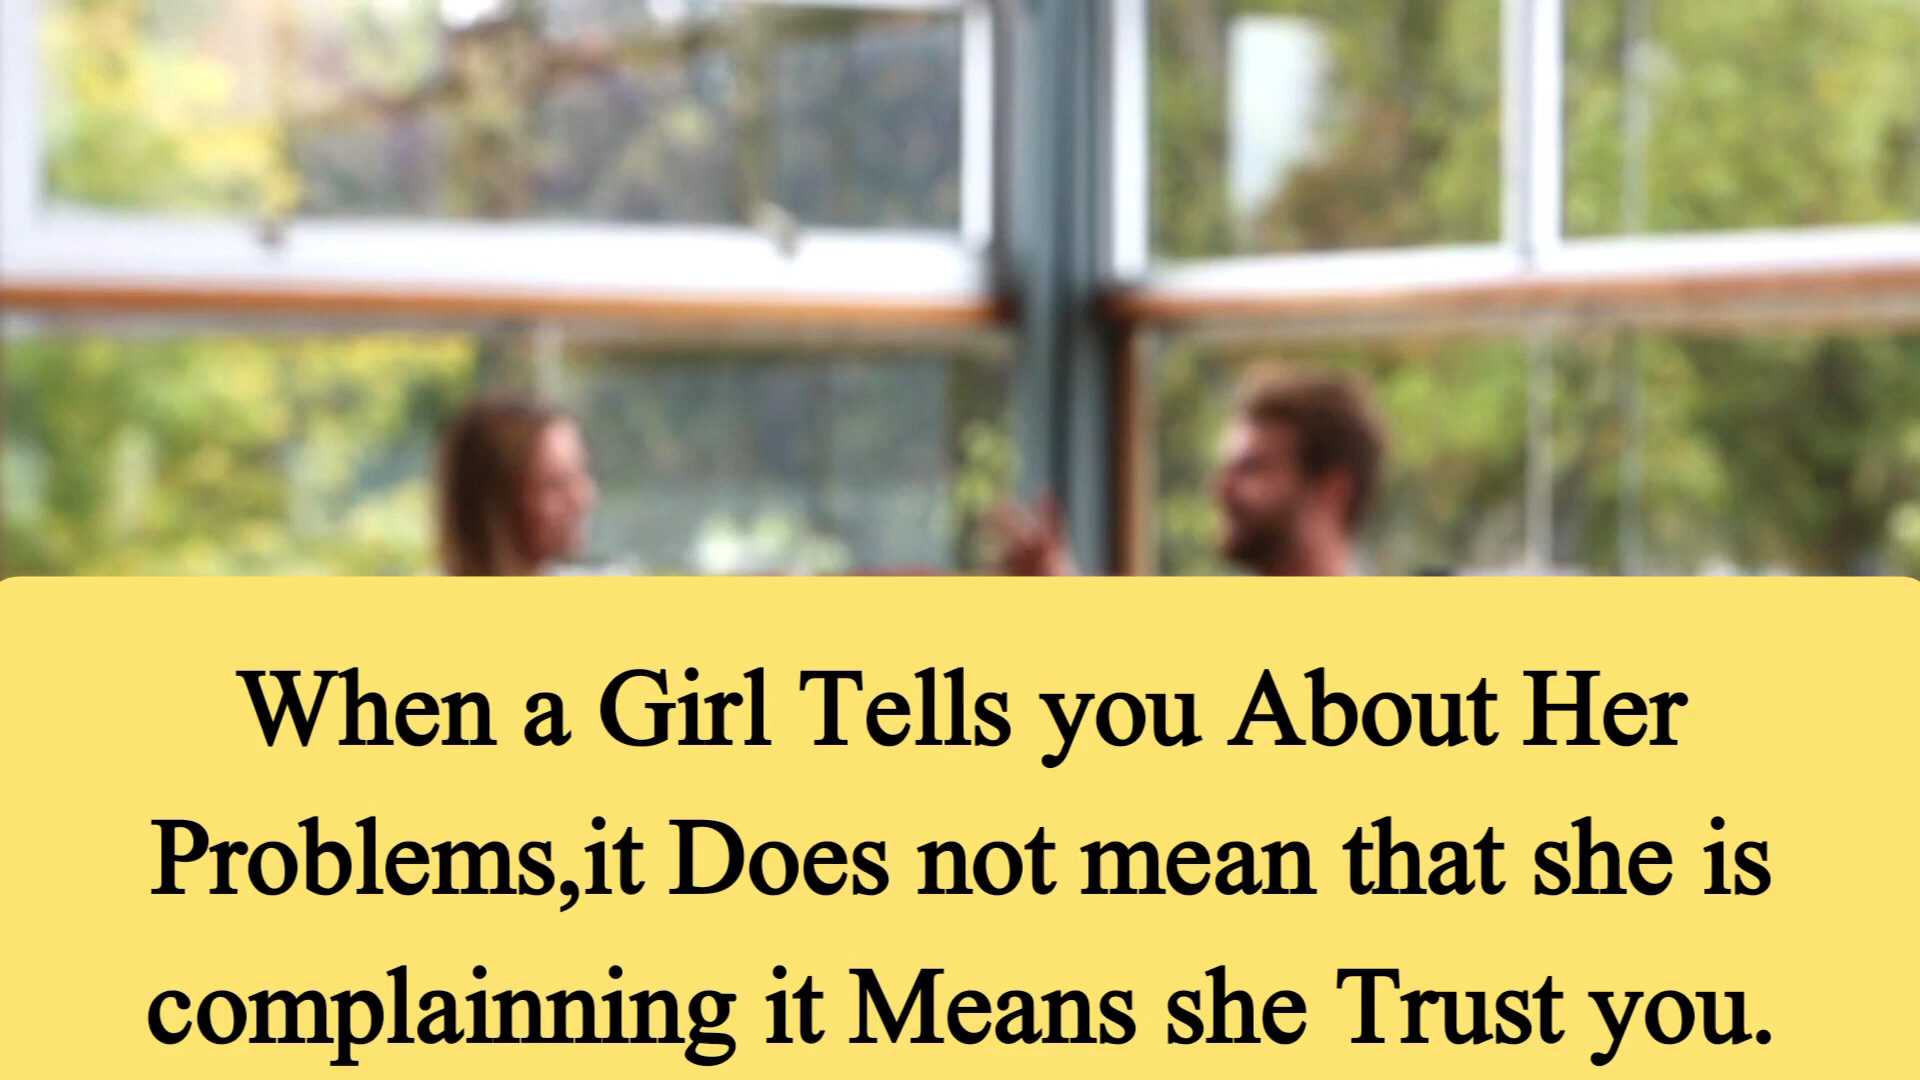 When a Girl Tells you About Her
Problems,it Does not mean that she is
complainning it Means she Trust you.